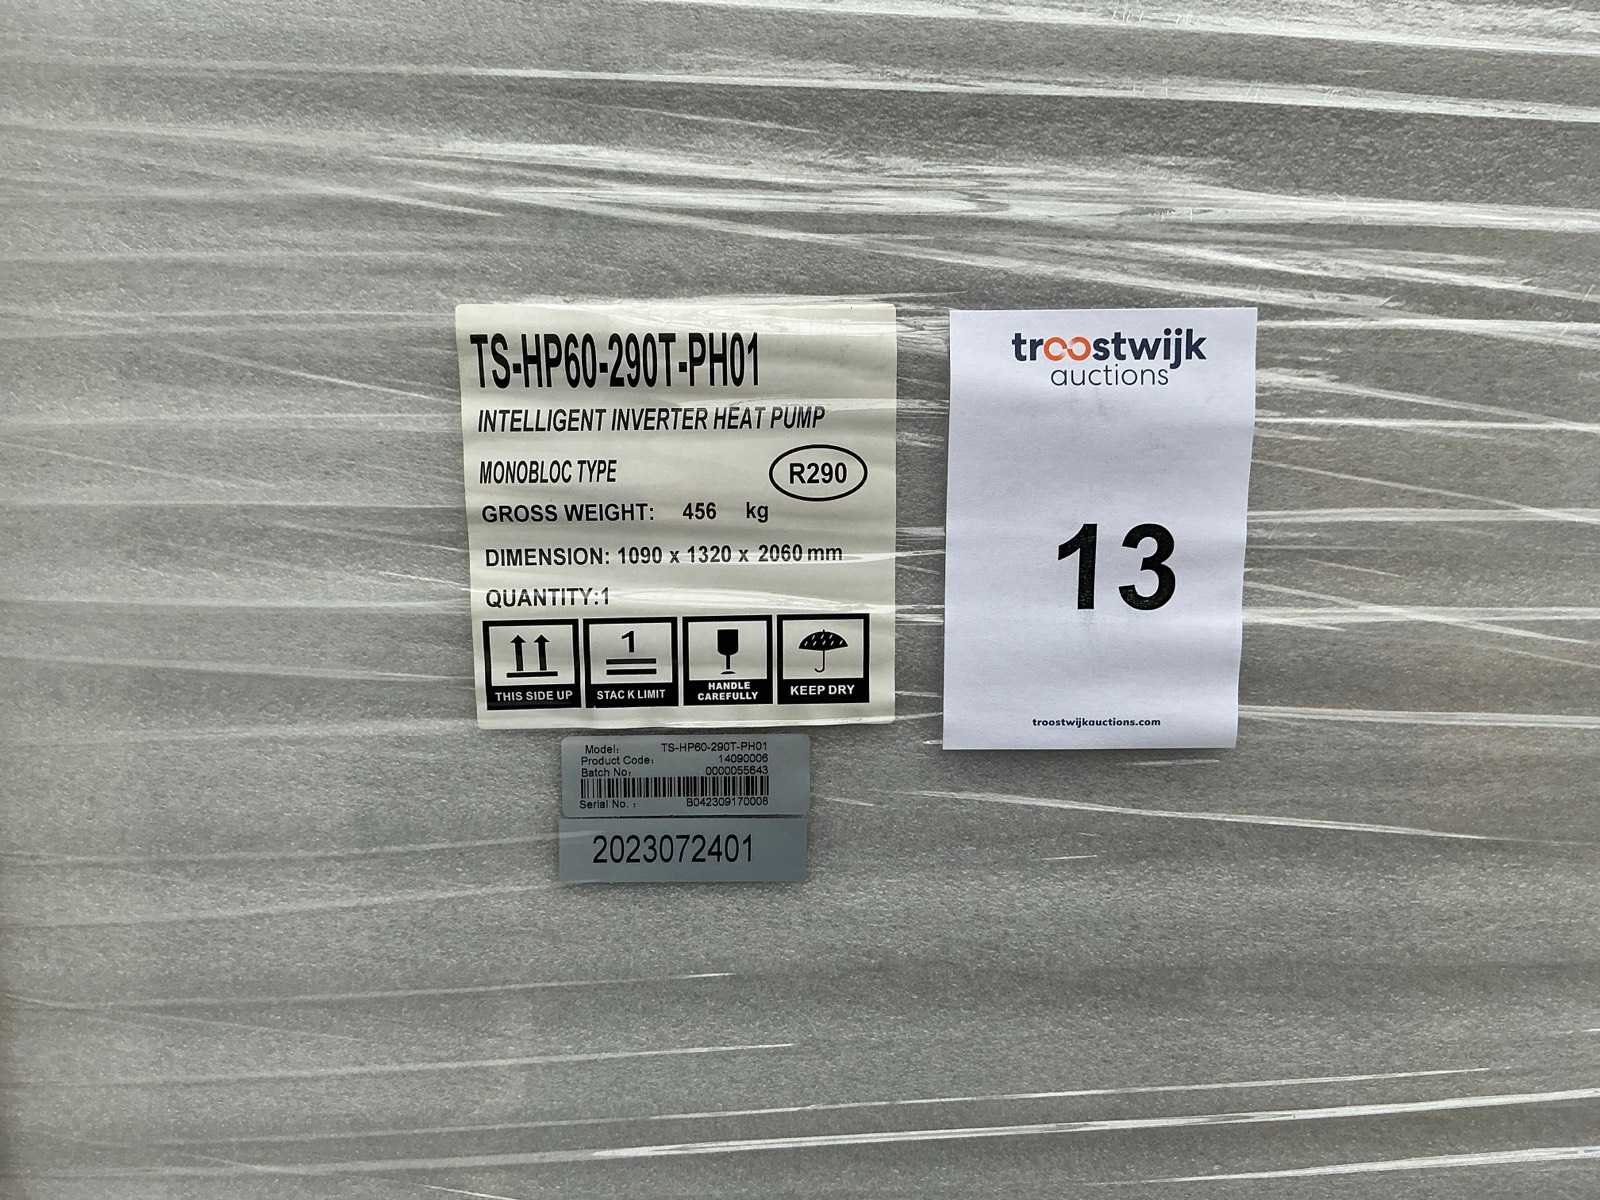 TS-HP60-290T-PH01
INTELLIGENT INVERTER HEAT PUMP
MONOBLOC TYPE R290
GROSS WEIGHT: 456 kg
DIMENSION: 1090 x 1320 x 2060 mm
QUANTITY:1
THIS SIDE UP
1
STACK LIMIT
HANDLE
CAREFULLY
KEEP DRY
Model: TS-HP60-290T-PH01
Product Code: 14090006
Batch No: 0000055643
Serial No. : B042309170008
2023072401
troostwijk
auctions
13
troostwijkauctions.com